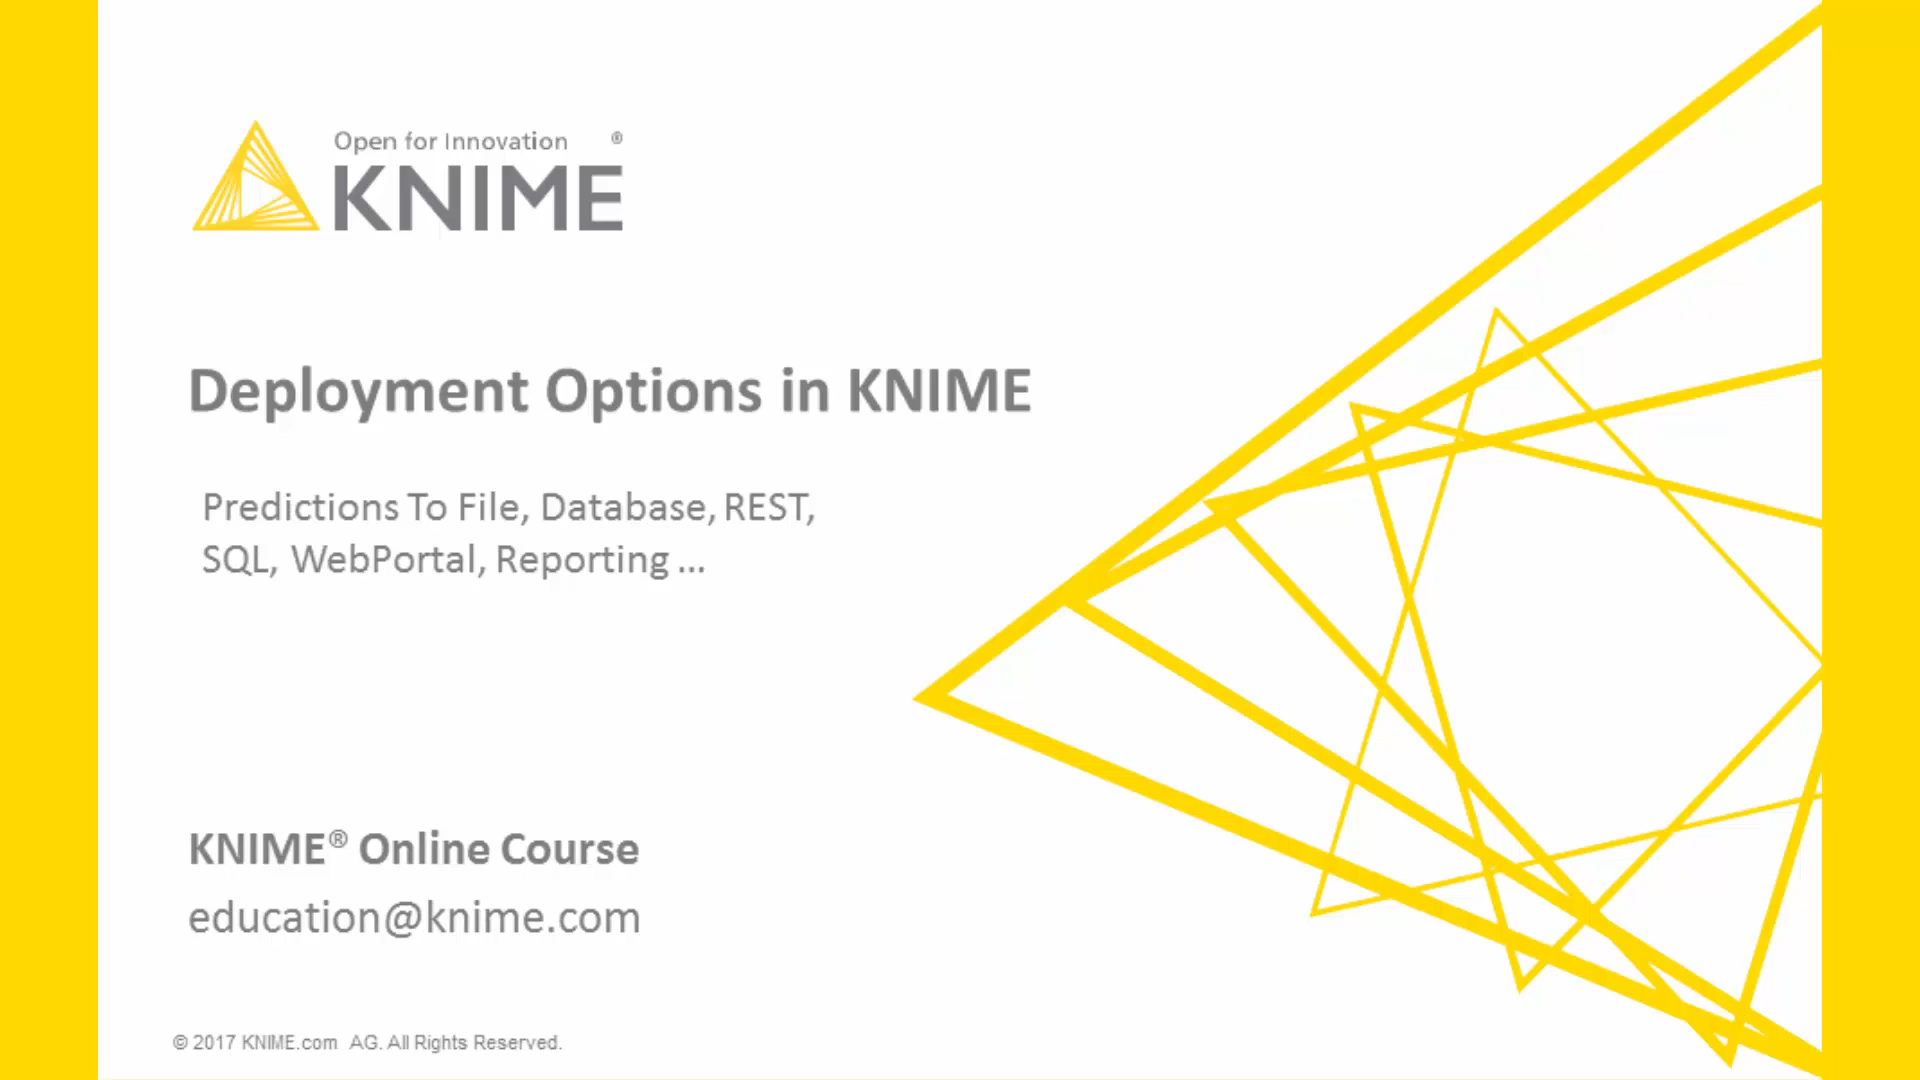 Open for Innovation ®
KNIME
Deployment Options in KNIME
Predictions To File, Database, REST,
SQL, WebPortal, Reporting ...
KNIME® Online Course
education@knime.com
© 2017 KNIME.com AG. All Rights Reserved.